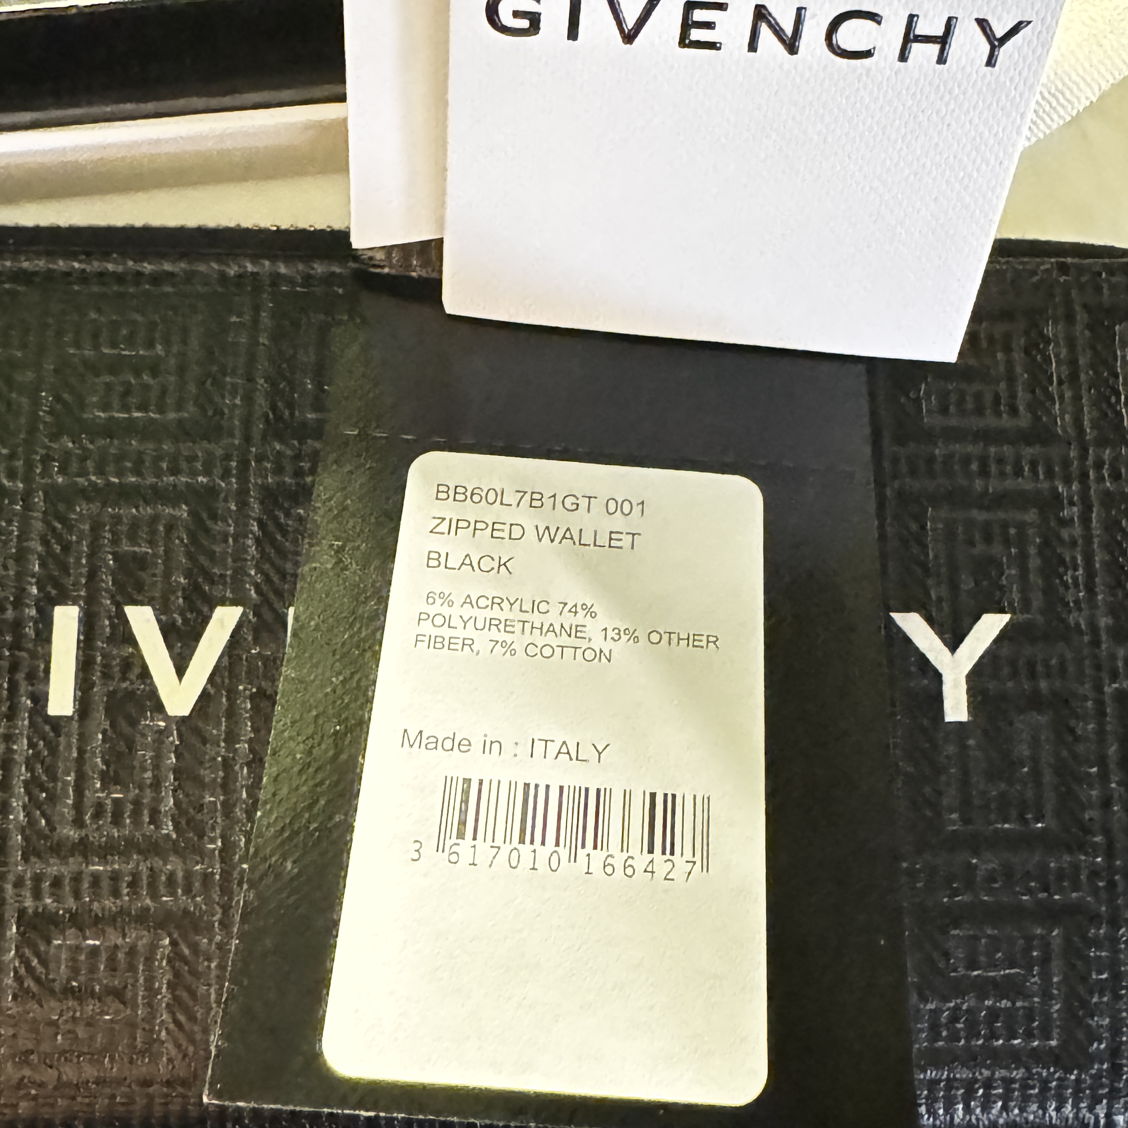 GIVENCHY
BB60L7B1GT 001
ZIPPED WALLET
BLACK
6% ACRYLIC 74%
POLYURETHANE, 13% OTHER
FIBER, 7% COTTON
IV
Y
Made in : ITALY
3 617010 166427